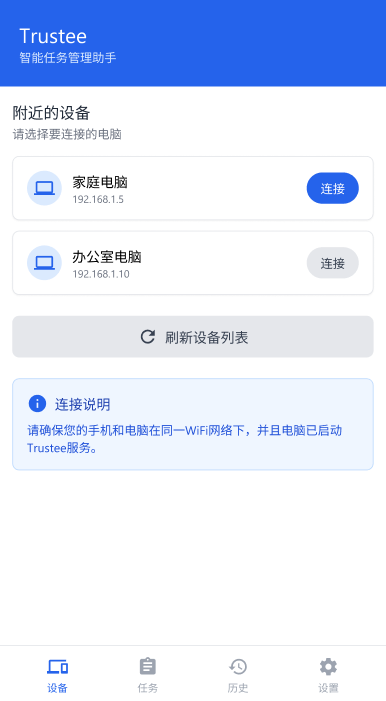 Trustee
智能任务管理助手
附近的设备
请选择要连接的电脑
家庭电脑
192.168.1.5
连接
办公室电脑
192.168.1.10
连接
刷新设备列表
连接说明
请确保您的手机和电脑在同一WiFi网络下，并且电脑已启动
Trustee服务。
设备
任务
历史
设置